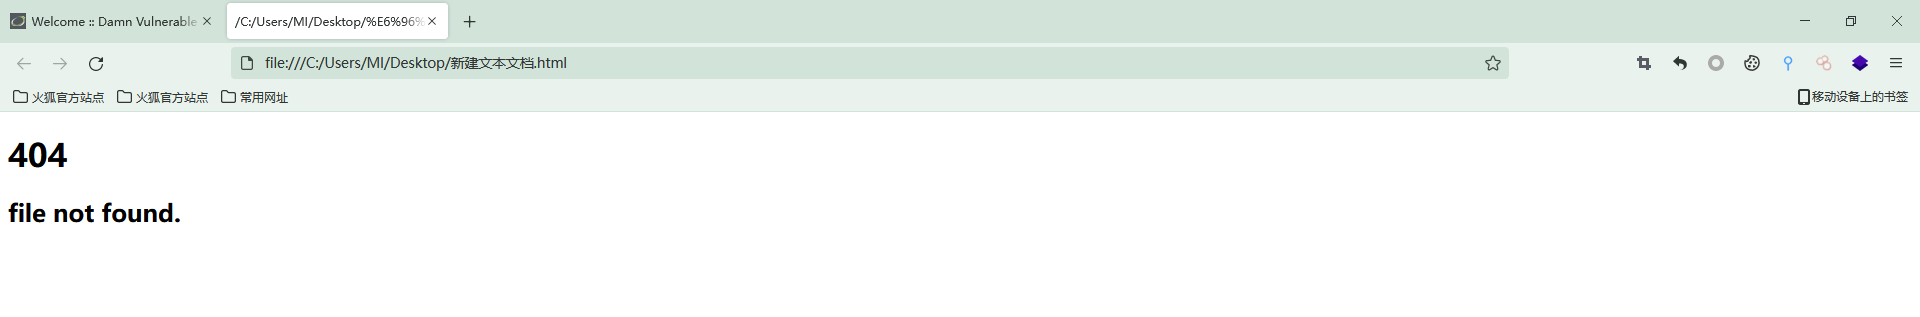 Welcome :: Damn Vulnerable
/C:/Users/MI/Desktop/%E6%96%
file:///C:/Users/MI/Desktop/新建文本文档.html
火狐官方站点 火狐官方站点 常用网址 移动设备上的书签
404
file not found.